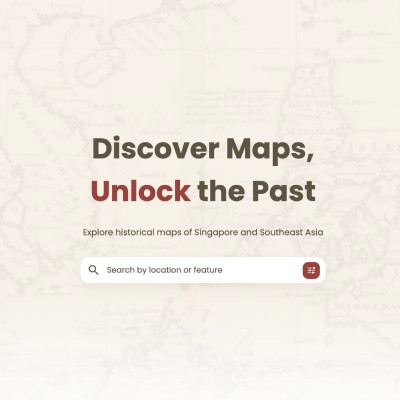 Discover Maps,
Unlock the Past
Explore historical maps of Singapore and Southeast Asia
Search by location or feature